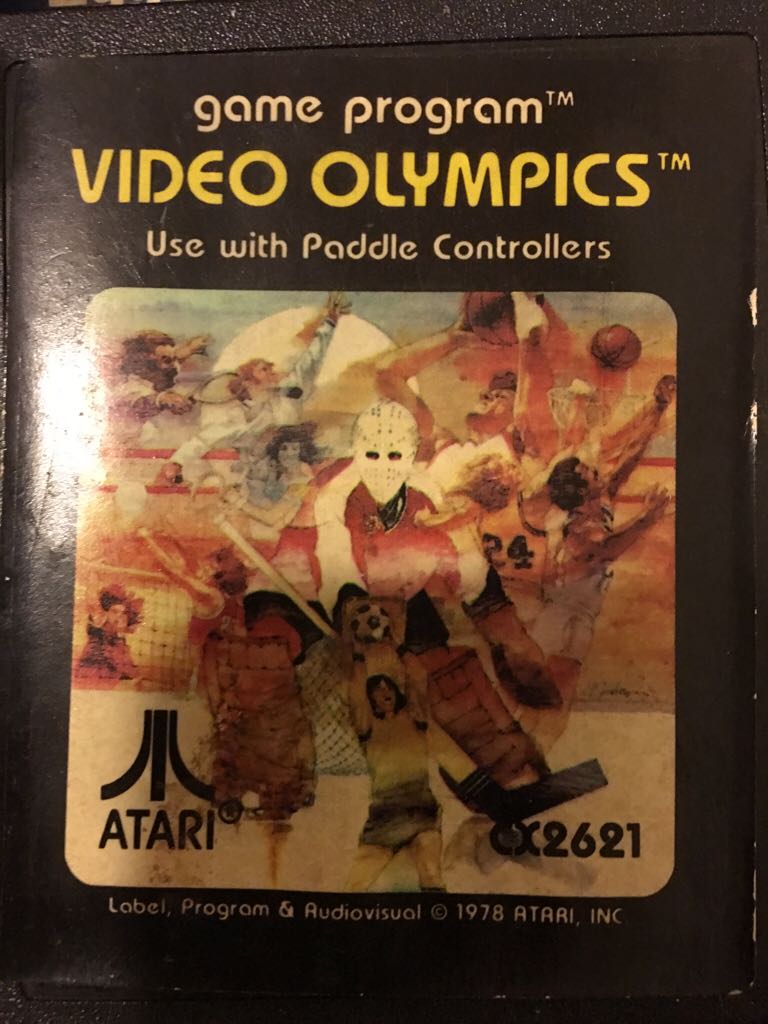 game program™
VIDEO OLYMPICS™
Use with Paddle Controllers
24
ATARI®
CX2621
Label, Program & Audiovisual © 1978 ATARI, INC